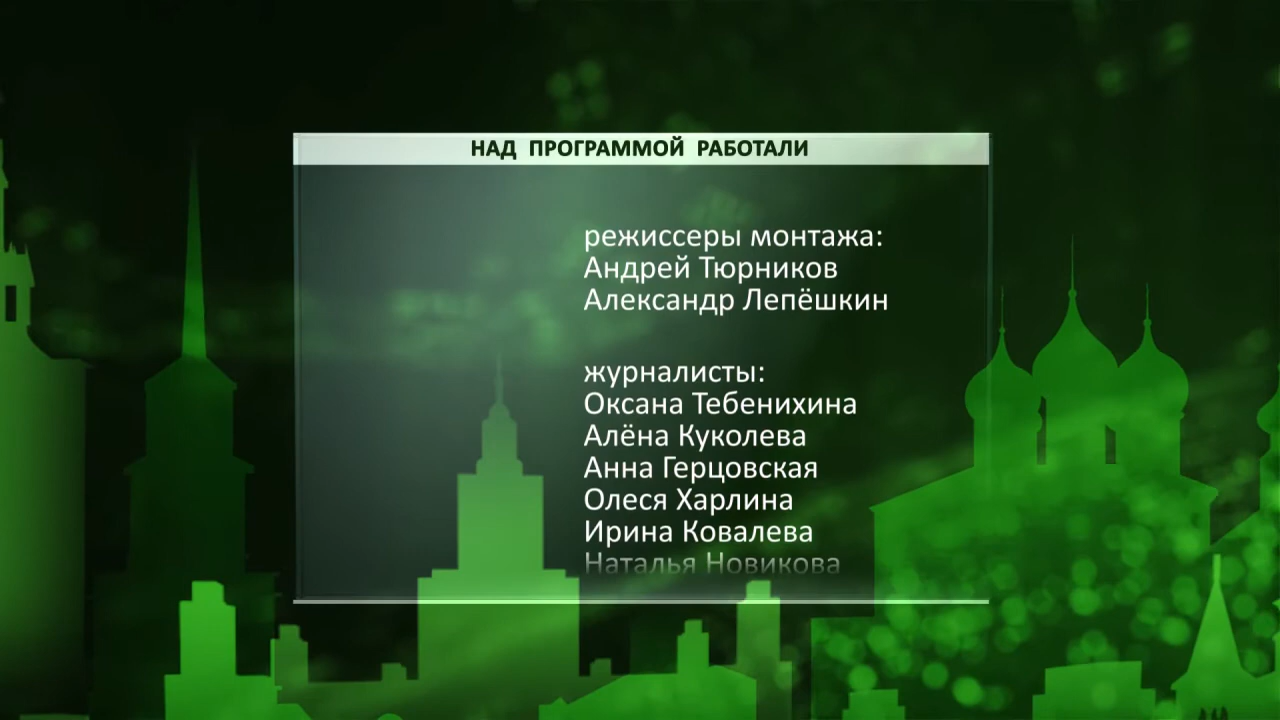 НАД ПРОГРАММОЙ РАБОТАЛИ
режиссеры монтажа:
Андрей Тюрников
Александр Лепёшкин
журналисты:
Оксана Тебенихина
Алёна Куколева
Анна Герцовская
Олеся Харлина
Ирина Ковалева
Наталья Новикова